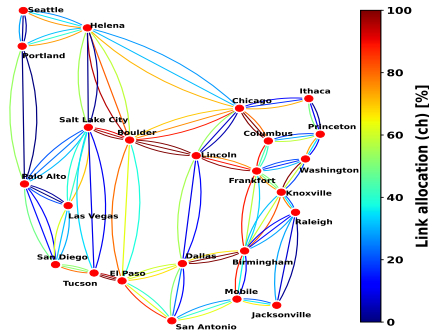 Seattle
Helena
Portland
Ithaca
Chicago
Salt Lake City
Boulder
Columbus
Princeton
Lincoln
Washington
Palo Alto
Frankfort
Knoxville
Las Vegas
Raleigh
San Diego
Dallas
Birmingham
Tucson
El Paso
Mobile
Jacksonville
San Antonio
100
80
60
40
20
0
Link allocation (ch) [%]